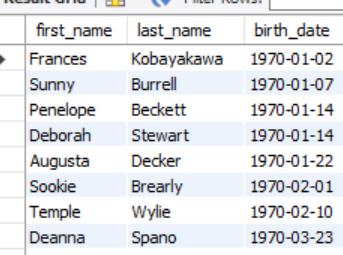 Result Grid Filter Rows:
first_name last_name birth_date
Frances Kobayakawa 1970-01-02
Sunny Burrell 1970-01-07
Penelope Beckett 1970-01-14
Deborah Stewart 1970-01-14
Augusta Decker 1970-01-22
Sookie Brearly 1970-02-01
Temple Wylie 1970-02-10
Deanna Spano 1970-03-23